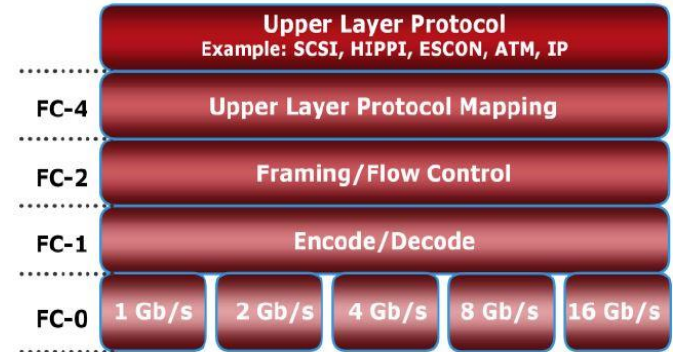 Upper Layer Protocol
Example: SCSI, HIPPI, ESCON, ATM, IP
FC-4 Upper Layer Protocol Mapping
FC-2 Framing/Flow Control
FC-1 Encode/Decode
FC-0 1 Gb/s 2 Gb/s 4 Gb/s 8 Gb/s 16 Gb/s